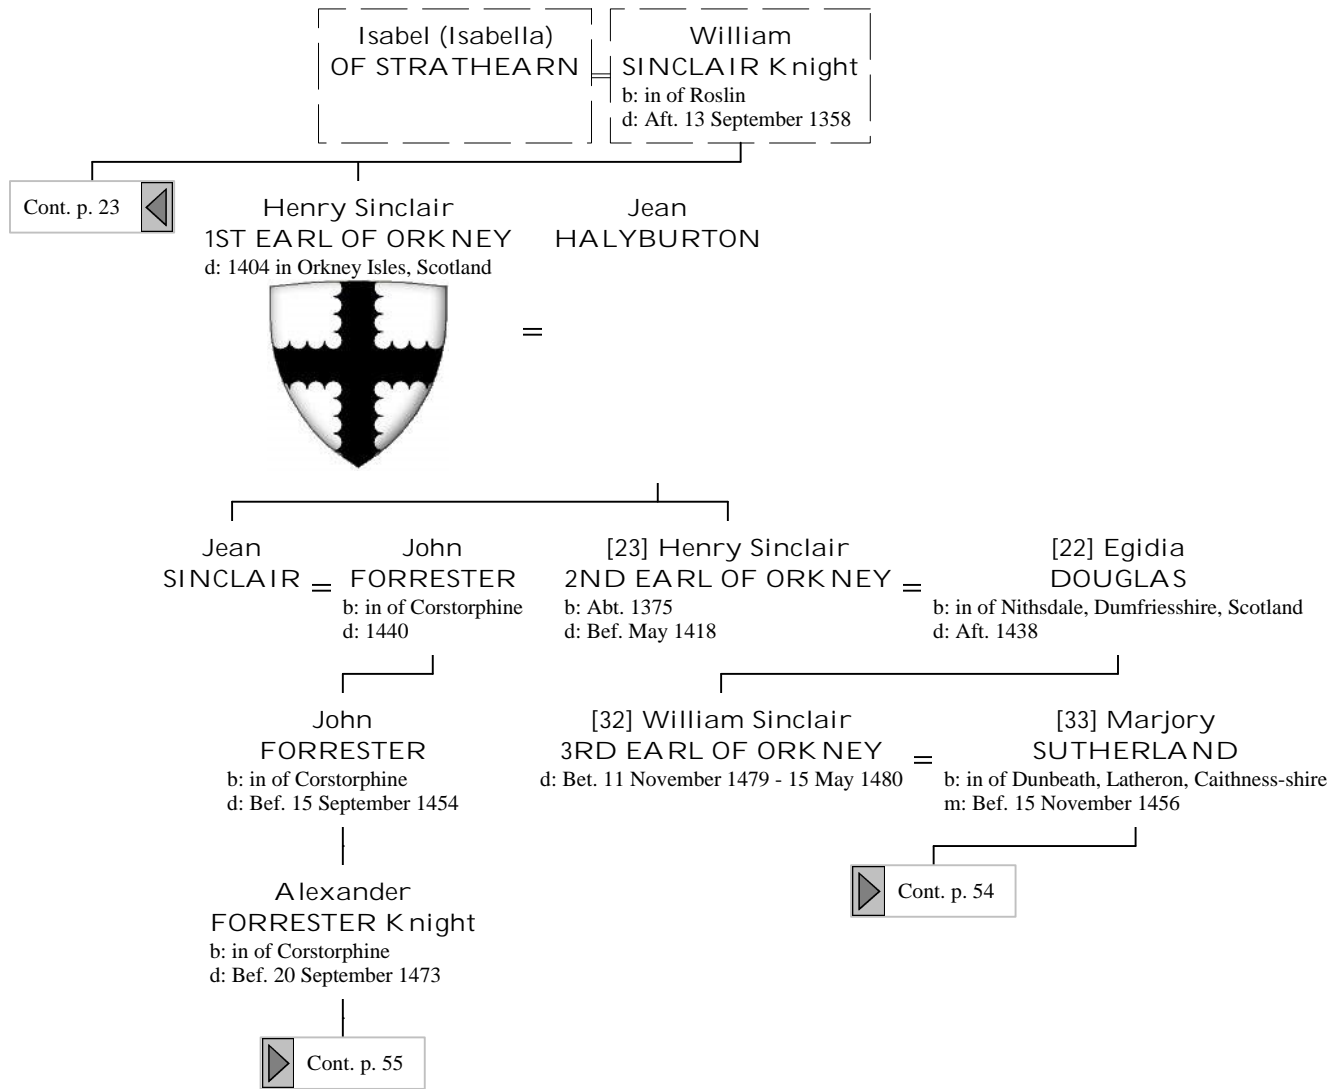 Isabel (Isabella)
OF STRATHEARN
William
SINCLAIR Knight
b: in of Roslin
d: Aft. 13 September 1358
Cont. p. 23
Henry Sinclair
1ST EARL OF ORKNEY
d: 1404 in Orkney Isles, Scotland
Jean
HALYBURTON
=
Jean
SINCLAIR
=
John
FORRESTER
b: in of Corstorphine
d: 1440
[23] Henry Sinclair
2ND EARL OF ORKNEY
b: Abt. 1375
d: Bef. May 1418
=
[22] Egidia
DOUGLAS
b: in of Nithsdale, Dumfriesshire, Scotland
d: Aft. 1438
John
FORRESTER
b: in of Corstorphine
d: Bef. 15 September 1454
[32] William Sinclair
3RD EARL OF ORKNEY
d: Bet. 11 November 1479 - 15 May 1480
=
[33] Marjory
SUTHERLAND
b: in of Dunbeath, Latheron, Caithness-shire
m: Bef. 15 November 1456
Cont. p. 54
Alexander
FORRESTER Knight
b: in of Corstorphine
d: Bef. 20 September 1473
Cont. p. 55